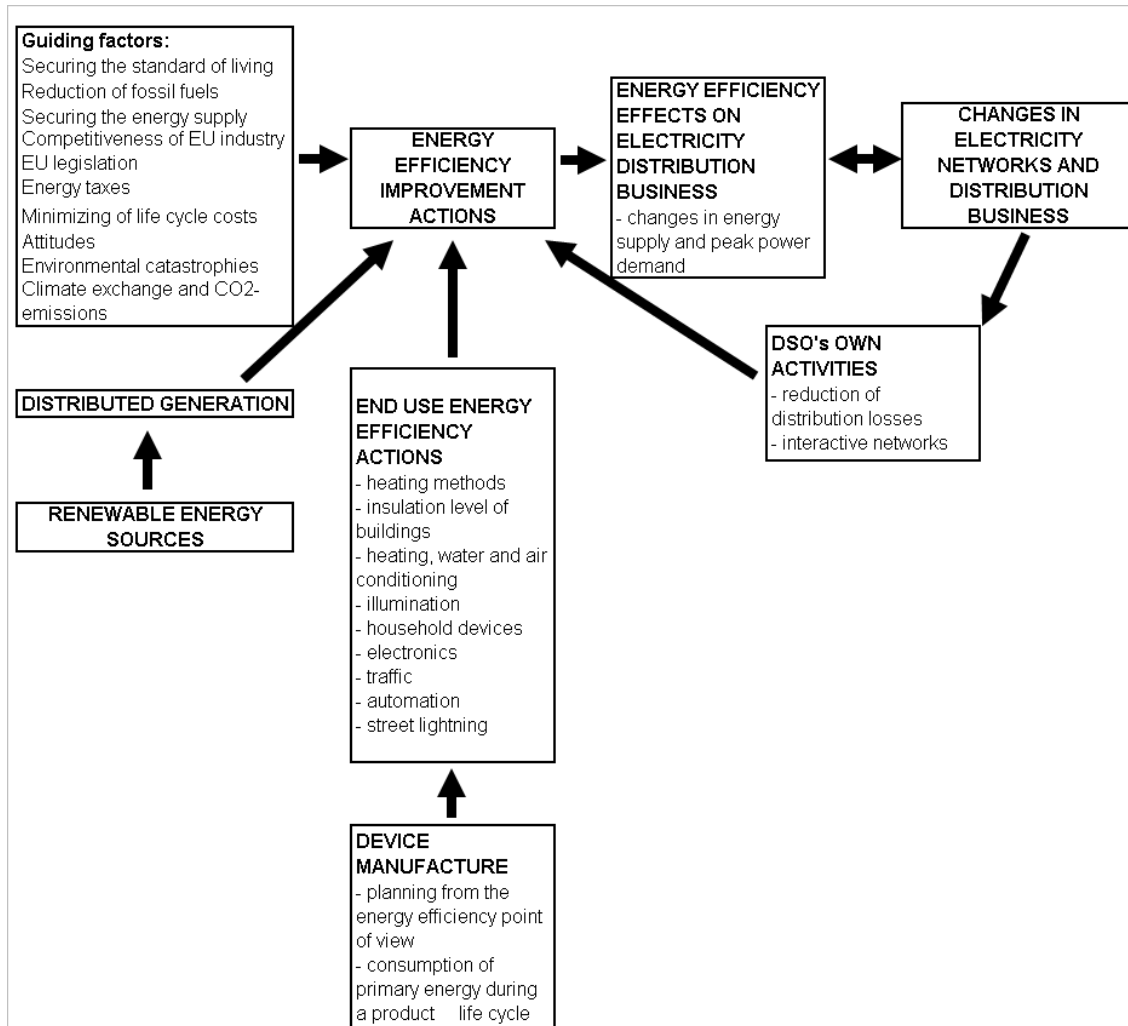 Guiding factors:
Securing the standard of living
Reduction of fossil fuels
Securing the energy supply
Competitiveness of EU industry
EU legislation
Energy taxes
Minimizing of life cycle costs
Attitudes
Environmental catastrophies
Climate exchange and CO2-
emissions
ENERGY
EFFICIENCY
IMPROVEMENT
ACTIONS
ENERGY EFFICIENCY
EFFECTS ON
ELECTRICITY
DISTRIBUTION
BUSINESS
- changes in energy
supply and peak power
demand
CHANGES IN
ELECTRICITY
NETWORKS AND
DISTRIBUTION
BUSINESS
DSO's OWN
ACTIVITIES
- reduction of
distribution losses
- interactive networks
DISTRIBUTED GENERATION
RENEWABLE ENERGY
SOURCES
END USE ENERGY
EFFICIENCY
ACTIONS
- heating methods
- insulation level of
buildings
- heating, water and air
conditioning
- illumination
- household devices
- electronics
- traffic
- automation
- street lightning
DEVICE
MANUFACTURE
- planning from the
energy efficiency point
of view
- consumption of
primary energy during
a product life cycle